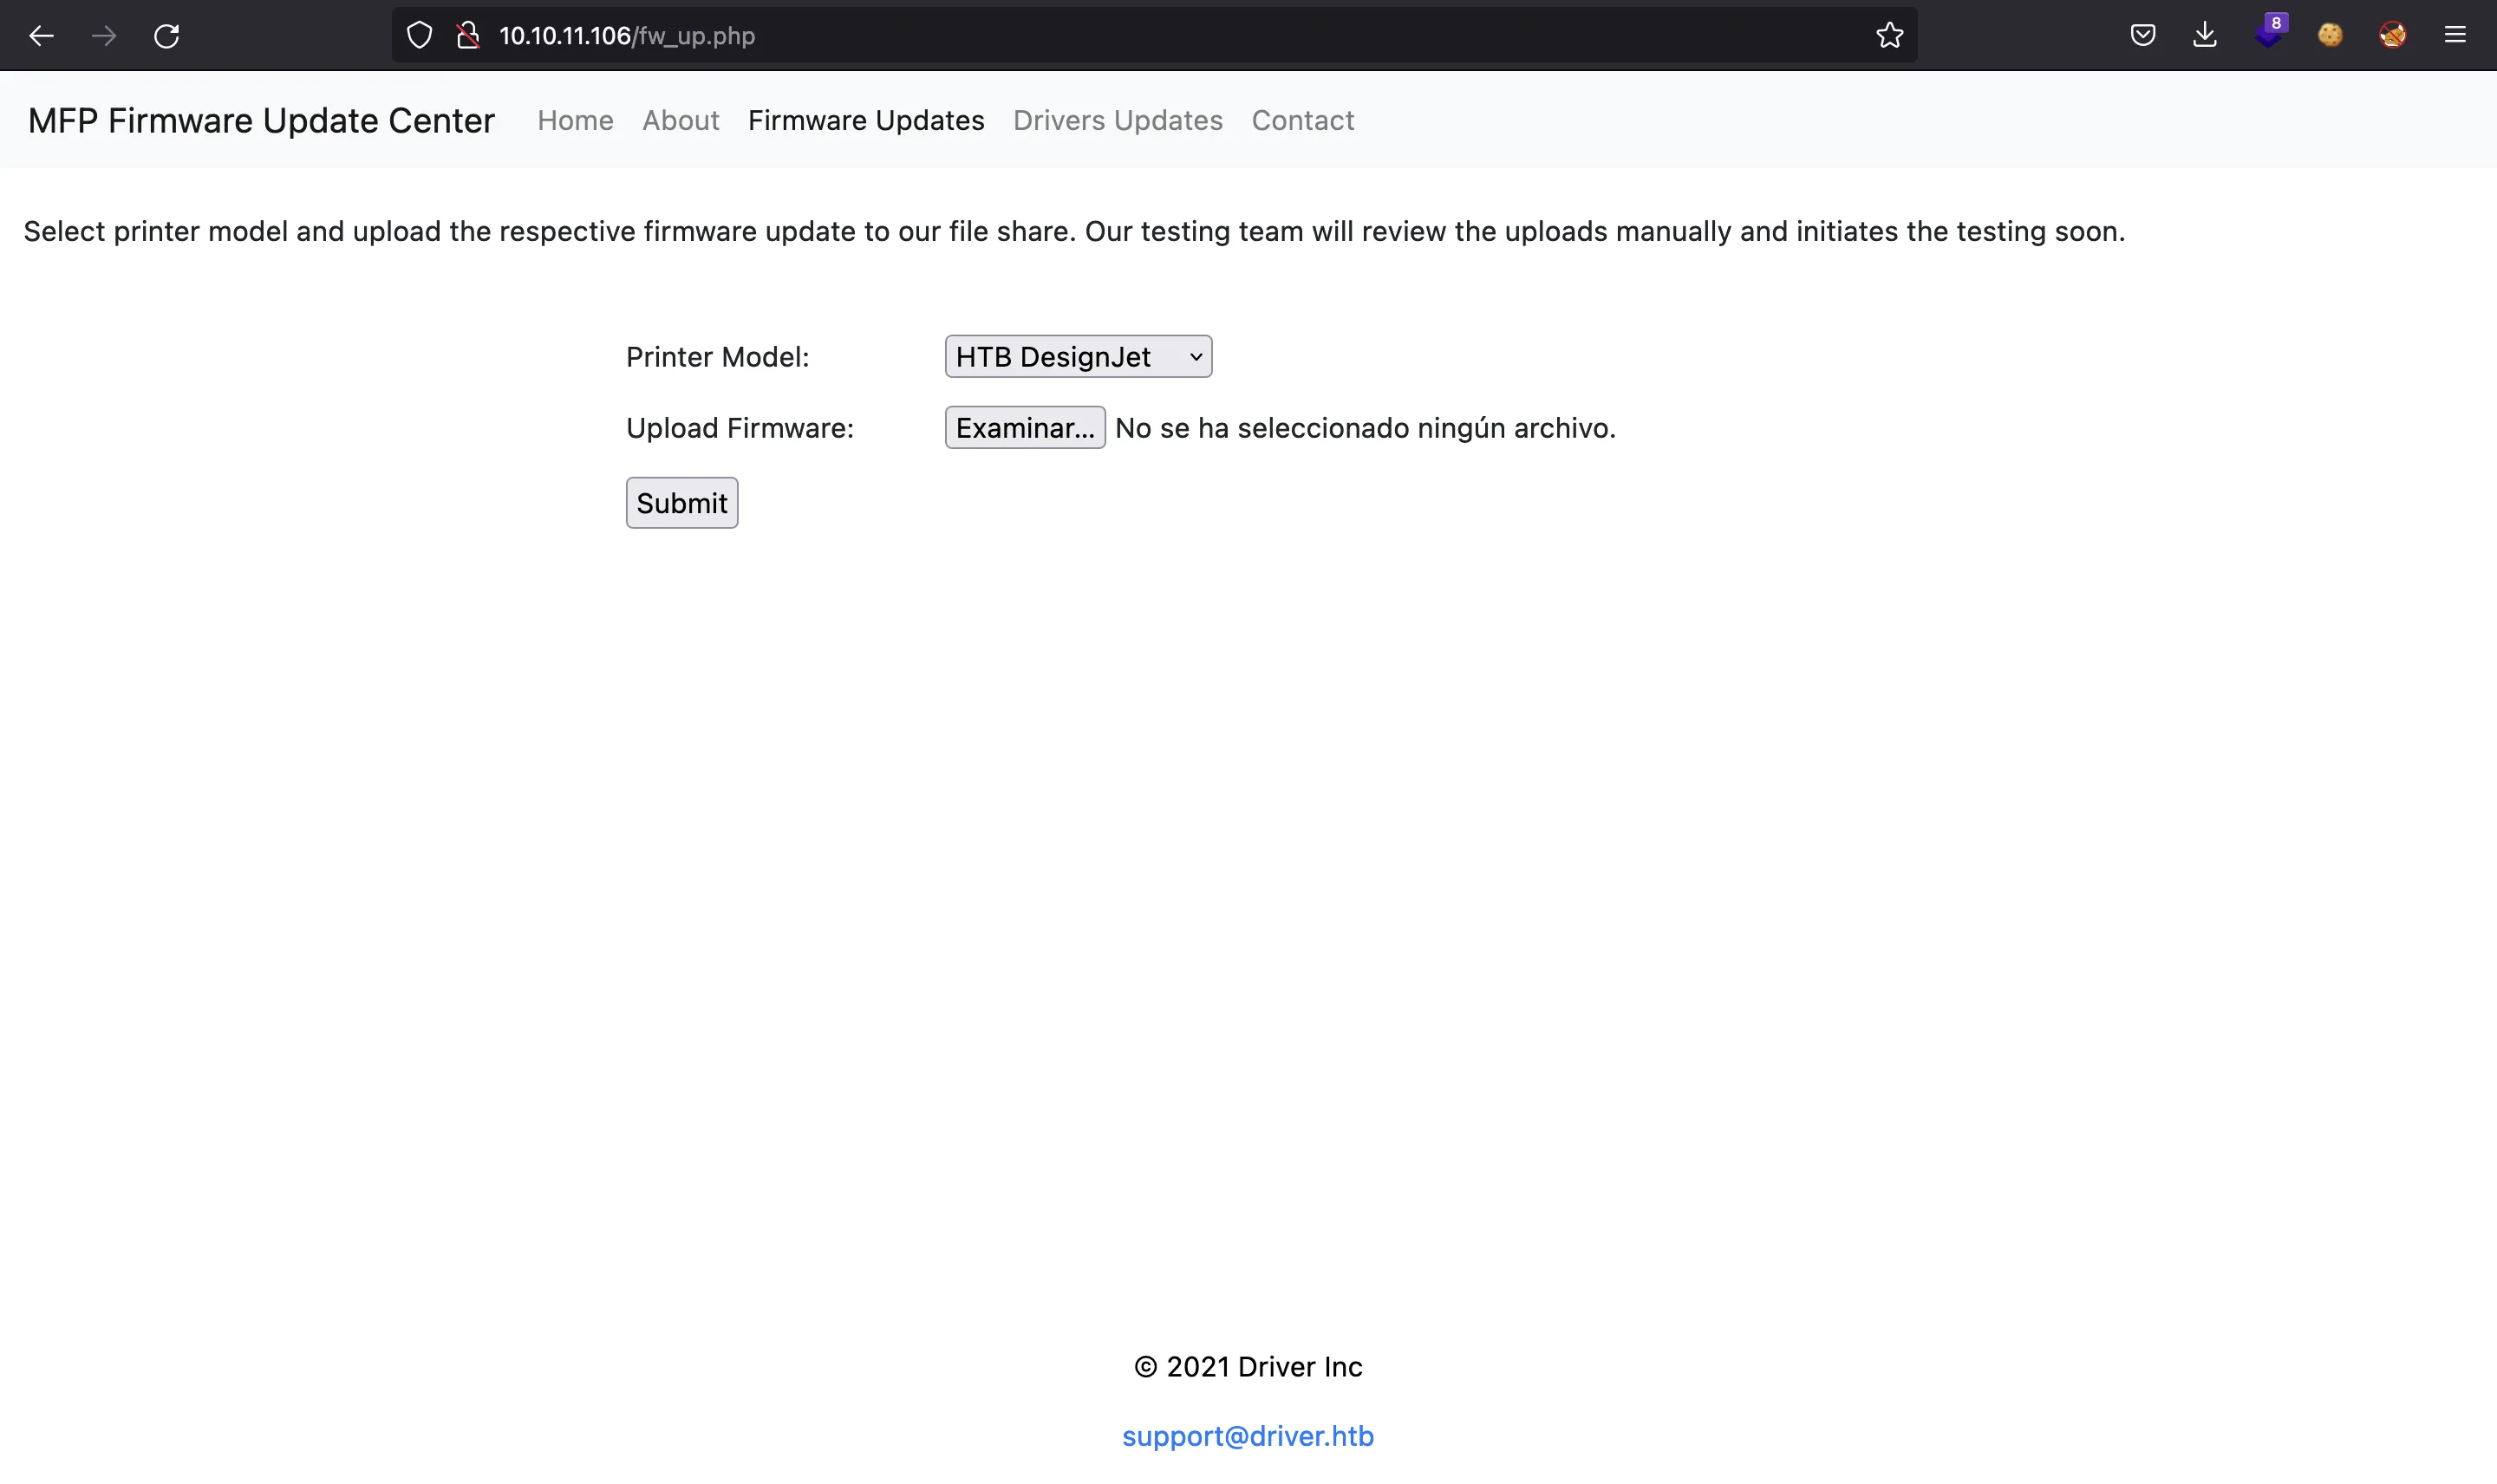 10.10.11.106/fw_up.php
8
MFP Firmware Update Center Home About Firmware Updates Drivers Updates Contact
Select printer model and upload the respective firmware update to our file share. Our testing team will review the uploads manually and initiates the testing soon.
Printer Model: HTB DesignJet
Upload Firmware: Examinar... No se ha seleccionado ningún archivo.
Submit
© 2021 Driver Inc
support@driver.htb